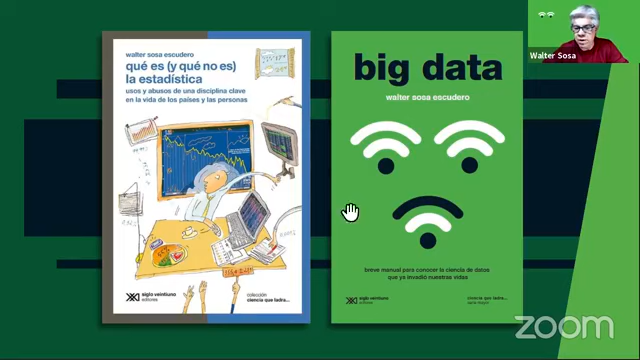 walter sosa escudero
qué es (y qué no es)
la estadística
usos y abusos de una disciplina clave
en la vida de los países y las personas
siglo veintiuno
editores
colección
ciencia que ladra...
big data
walter sosa escudero
breve manual para conocer la ciencia de datos
que ya invadió nuestras vidas
siglo veintiuno
editores
ciencia que ladra...
serie mayor
Walter Sosa
zoom